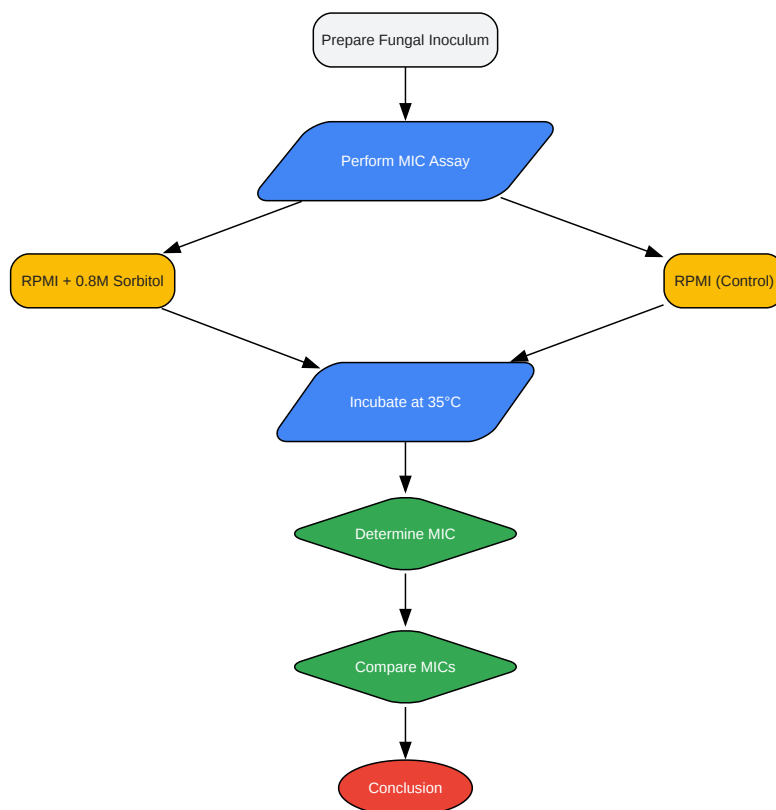 Prepare Fungal Inoculum
Perform MIC Assay
RPMI + 0.8M Sorbitol
RPMI (Control)
Incubate at 35°C
Determine MIC
Compare MICs
Conclusion